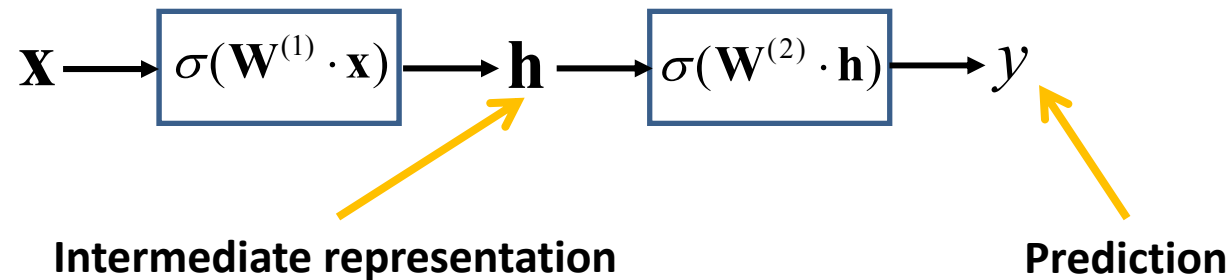 x σ(W⁽¹⁾ · x) h σ(W⁽²⁾ · h) y
Intermediate representation Prediction